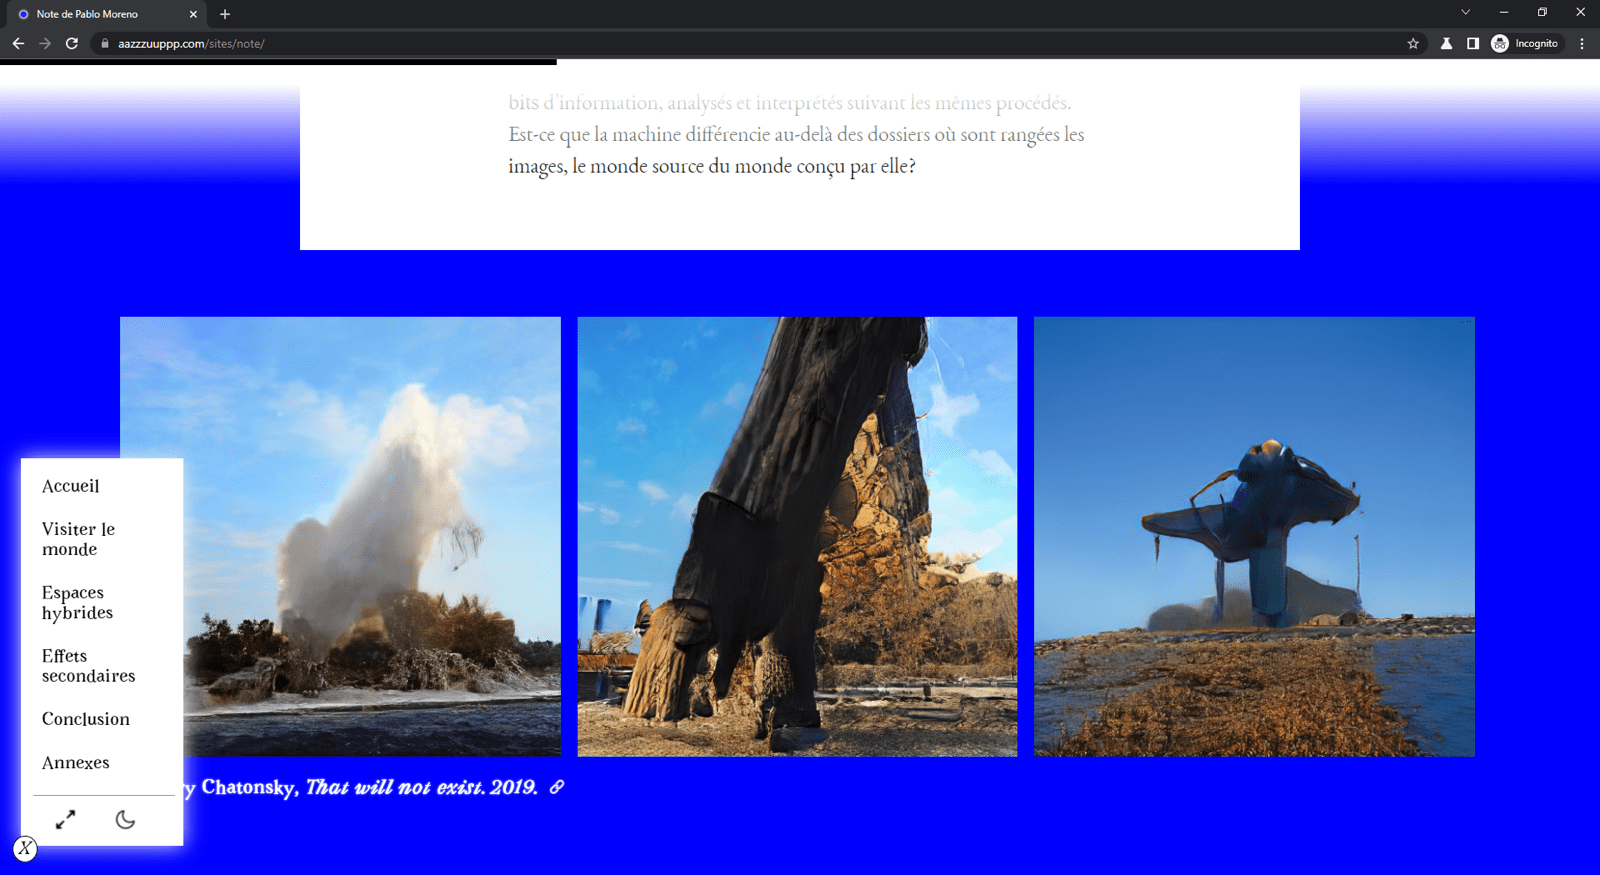 Note de Pablo Moreno
aazzzuuppp.com/sites/note/
Incognito
bits d'information, analysés et interprétés suivant les mêmes procédés.
Est-ce que la machine différencie au-delà des dossiers où sont rangées les
images, le monde source du monde conçu par elle?
Accueil
Visiter le
monde
Espaces
hybrides
Effets
secondaires
Conclusion
Annexes
y Chatonsky, That will not exist. 2019.
X